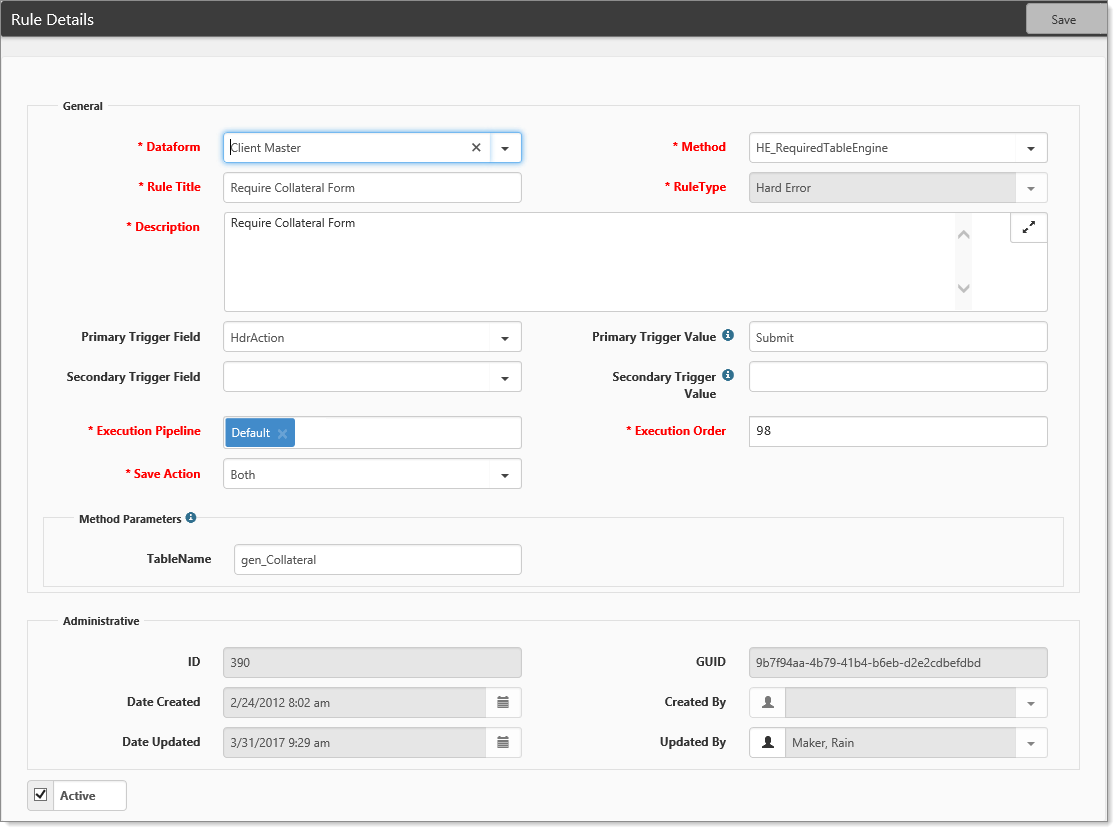 Rule Details
Save
General
* Dataform
Client Master
* Method
HE_RequiredTableEngine
* Rule Title
Require Collateral Form
* RuleType
Hard Error
* Description
Require Collateral Form
Primary Trigger Field
HdrAction
Primary Trigger Value
Submit
Secondary Trigger Field
Secondary Trigger
Value
* Execution Pipeline
Default
* Execution Order
98
* Save Action
Both
Method Parameters
TableName
gen_Collateral
Administrative
ID
390
GUID
9b7f94aa-4b79-41b4-b6eb-d2e2cdbefdbd
Date Created
2/24/2012 8:02 am
Created By
Date Updated
3/31/2017 9:29 am
Updated By
Maker, Rain
Active